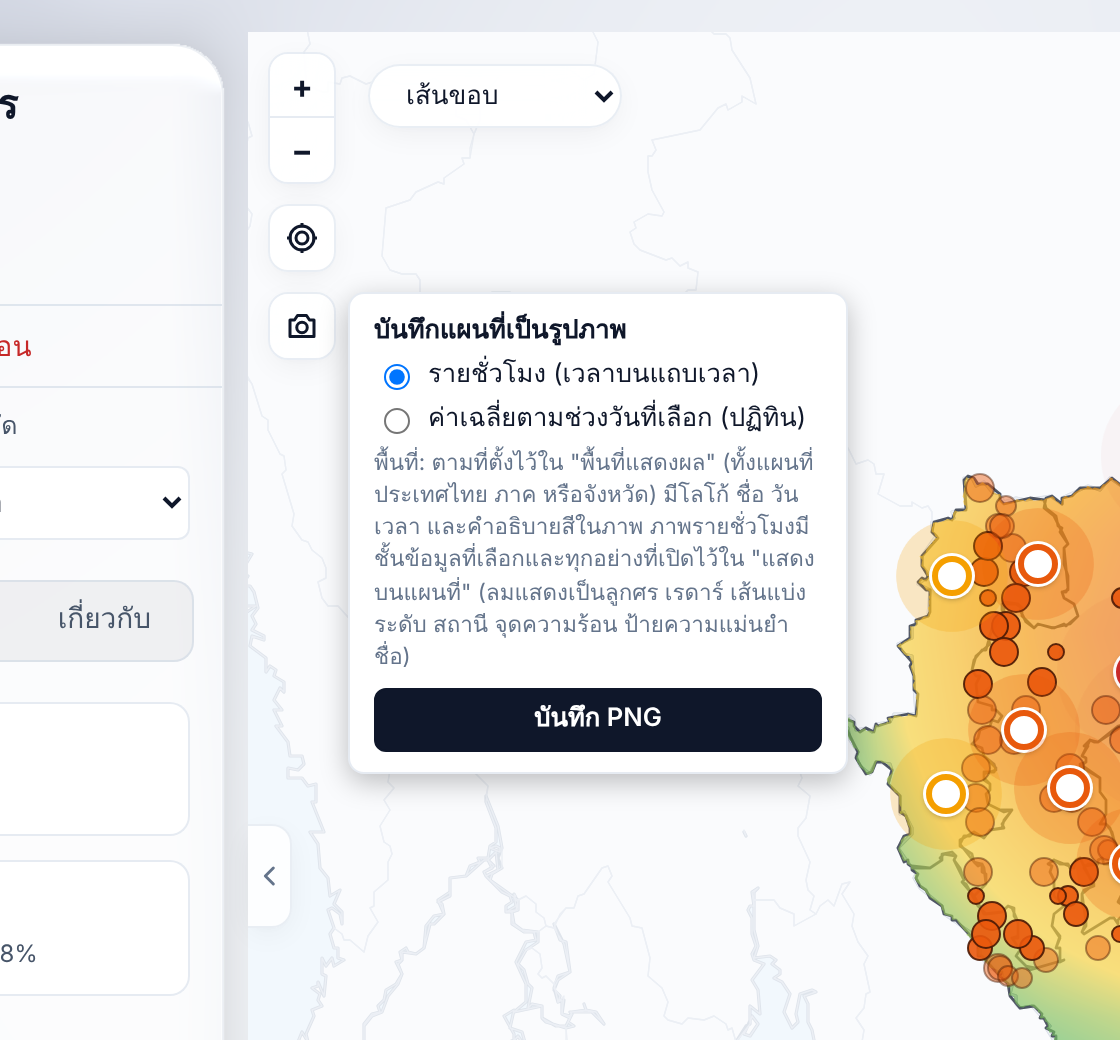 ร
เส้นขอบ
อน
ัด
เกี่ยวกับ
8%
บันทึกแผนที่เป็นรูปภาพ
รายชั่วโมง (เวลาบนแถบเวลา)
ค่าเฉลี่ยตามช่วงวันที่เลือก (ปฏิทิน)
พื้นที่: ตามที่ตั้งไว้ใน "พื้นที่แสดงผล" (ทั้งแผนที่
ประเทศไทย ภาค หรือจังหวัด) มีโลโก้ ชื่อ วัน
เวลา และคำอธิบายสีในภาพ ภาพรายชั่วโมงมี
ชั้นข้อมูลที่เลือกและทุกอย่างที่เปิดไว้ใน "แสดง
บนแผนที่" (ลมแสดงเป็นลูกศร เรดาร์ เส้นแบ่ง
ระดับ สถานี จุดความร้อน ป้ายความแม่นยำ
ชื่อ)
บันทึก PNG